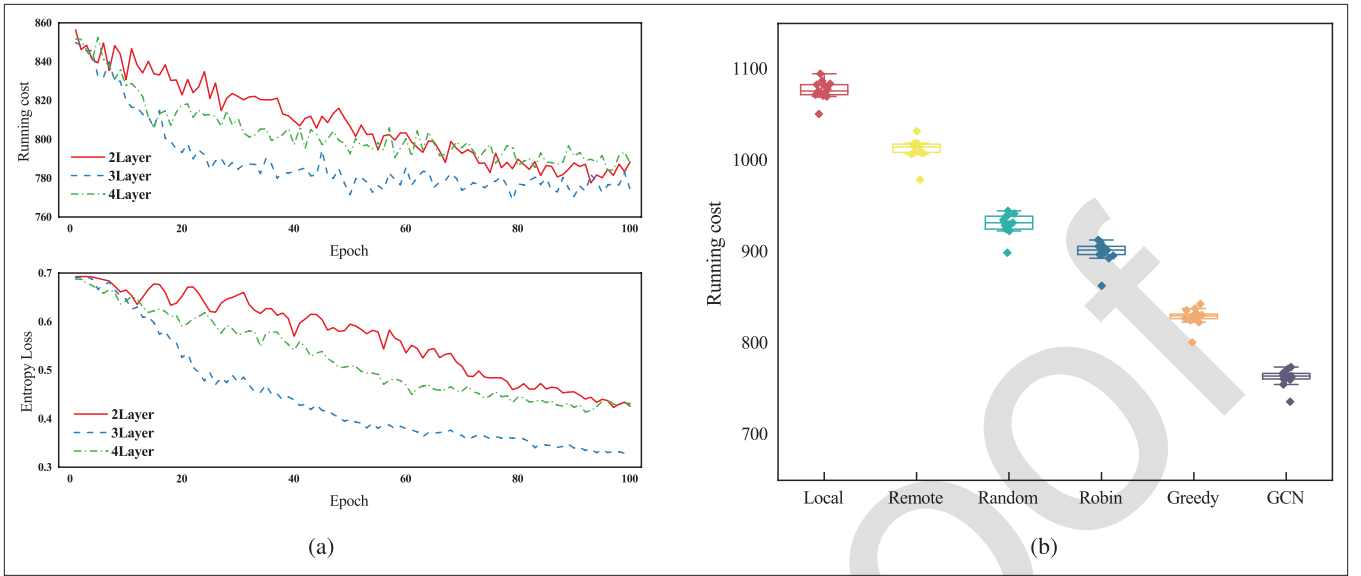 860
840
820
800
780
760
Running cost
2Layer
3Layer
4Layer
0 20 40 60 80 100
Epoch
0.7
0.6
0.5
0.4
0.3
Entropy Loss
2Layer
3Layer
4Layer
0 20 40 60 80 100
Epoch
(a)
1100
1000
900
800
700
Running cost
Local Remote Random Robin Greedy GCN
(b)